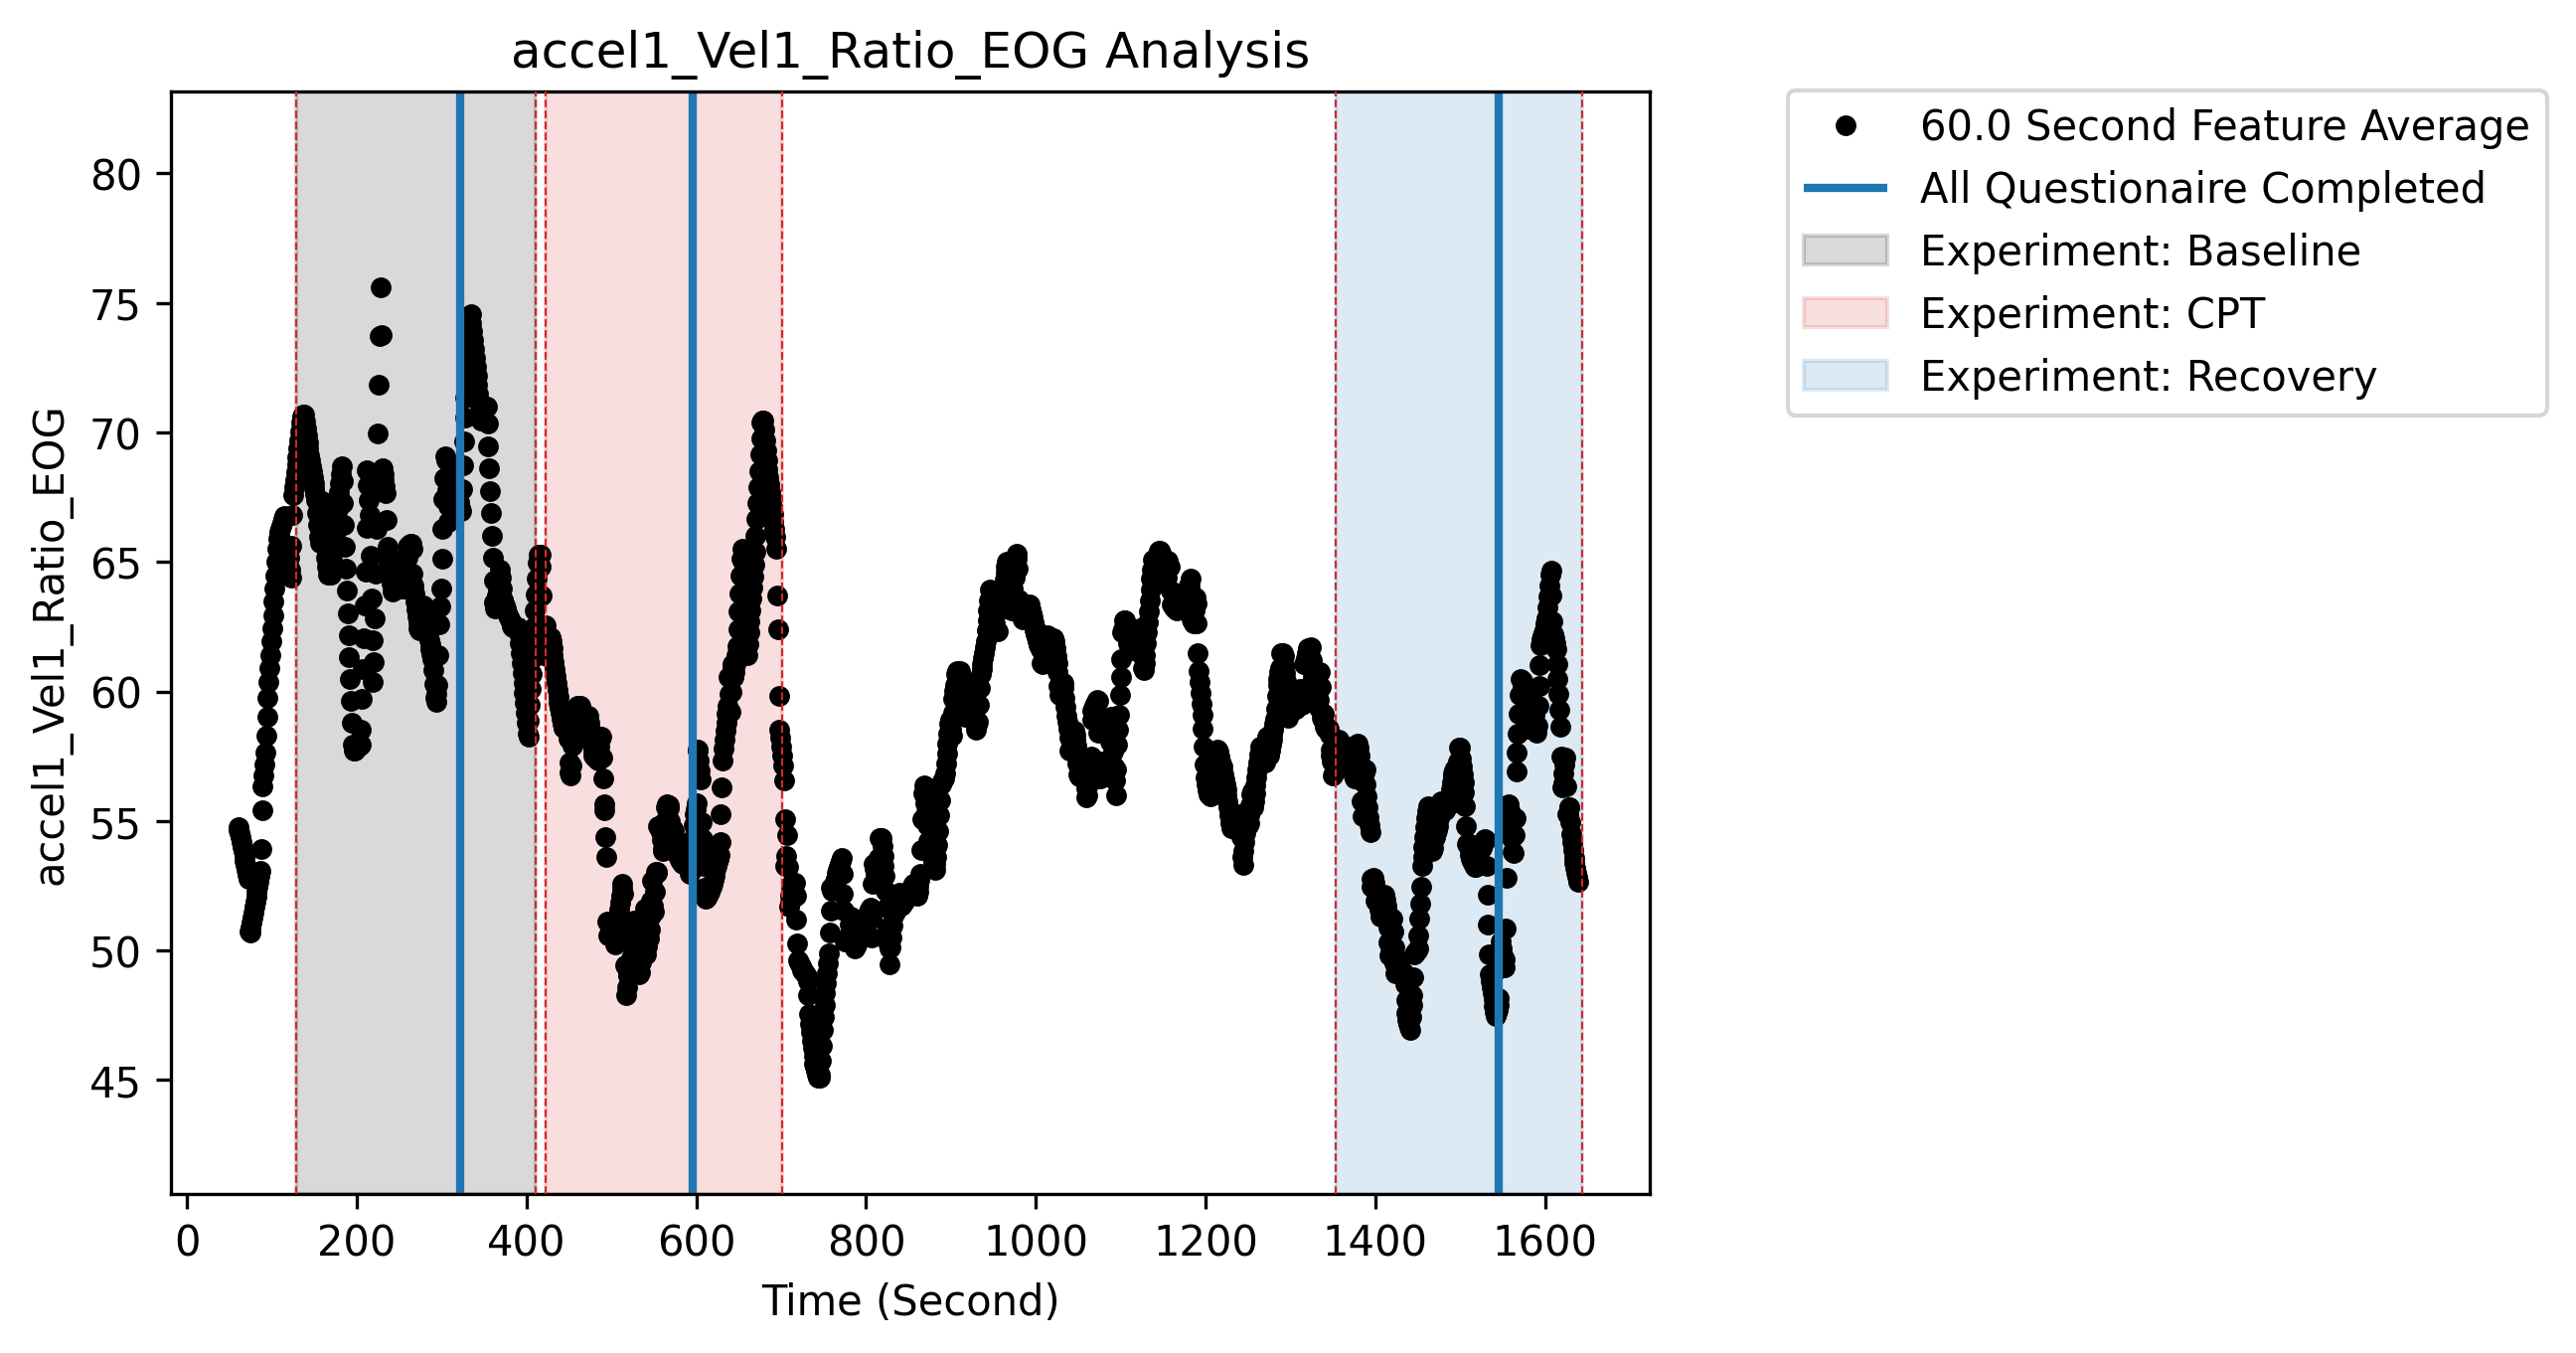 accel1_Vel1_Ratio_EOG Analysis
60.0 Second Feature Average
All Questionaire Completed
Experiment: Baseline
Experiment: CPT
Experiment: Recovery
accel1_Vel1_Ratio_EOG
80
75
70
65
60
55
50
45
0 200 400 600 800 1000 1200 1400 1600
Time (Second)